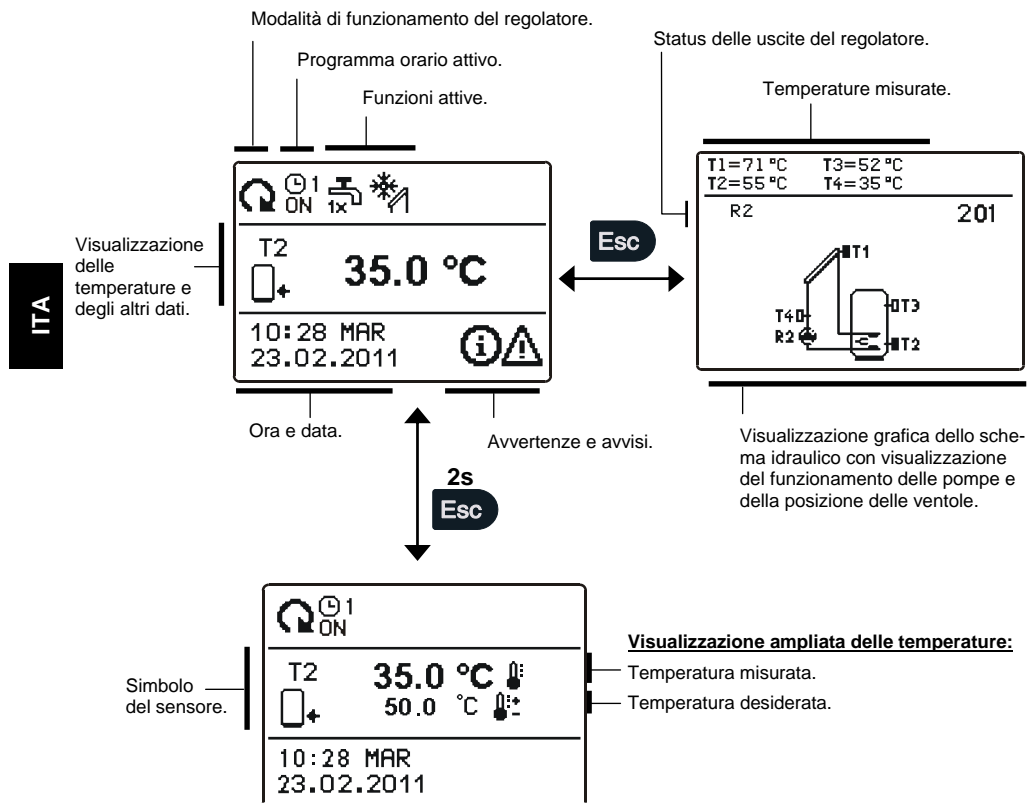 Modalità di funzionamento del regolatore.
Programma orario attivo.
Funzioni attive.
Status delle uscite del regolatore.
Temperature misurate.
1
ON
1x
T2
35.0 °C
10:28 MAR
23.02.2011
Visualizzazione
delle
temperature e
degli altri dati.
ITA
Esc
T1=71 °C T3=52 °C
T2=55 °C T4=35 °C
R2 201
T1
T3
T4
R2
T2
Ora e data.
Avvertenze e avvisi.
Visualizzazione grafica dello sche-
ma idraulico con visualizzazione
del funzionamento delle pompe e
della posizione delle ventole.
2s
Esc
1
ON
T2
35.0 °C
50.0 °C
10:28 MAR
23.02.2011
Simbolo
del sensore.
Visualizzazione ampliata delle temperature:
Temperatura misurata.
Temperatura desiderata.